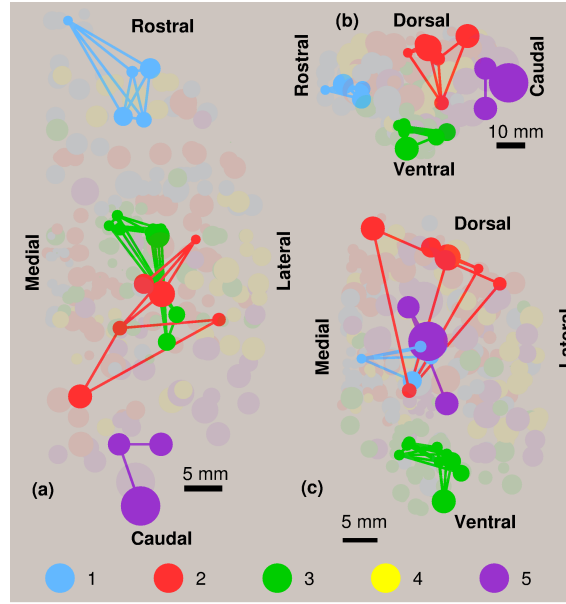 Rostral
Medial
Lateral
(a)
5 mm
Caudal
(b)
Dorsal
Rostral
Caudal
10 mm
Ventral
Dorsal
Medial
Lateral
(c)
5 mm
Ventral
1 2 3 4 5